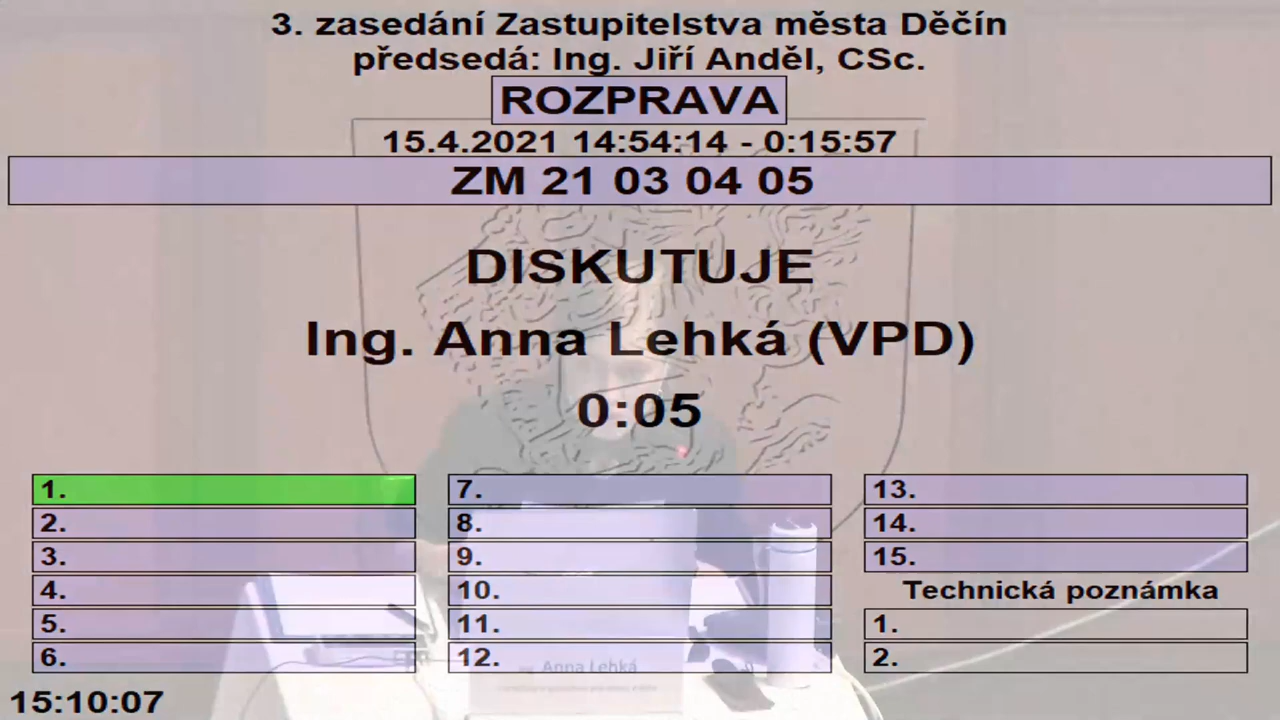 3. zasedání Zastupitelstva města Děčín
předsedá: Ing. Jiří Anděl, CSc.
ROZPRAVA
15.4.2021 14:54:14 - 0:15:57
ZM 21 03 04 05
DISKUTUJE
Ing. Anna Lehká (VPD)
0:05
1.
2.
3.
4.
5.
6.
7.
8.
9.
10.
11.
12.
13.
14.
15.
Technická poznámka
1.
2.
Anna Lehká
15:10:07